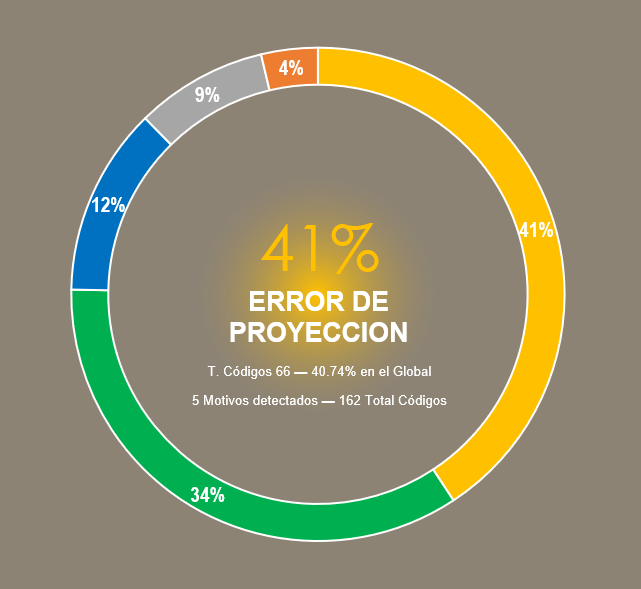 4%
9%
12%
41%
41%
ERROR DE
PROYECCION
T. Códigos 66 — 40.74% en el Global
5 Motivos detectados — 162 Total Códigos
34%